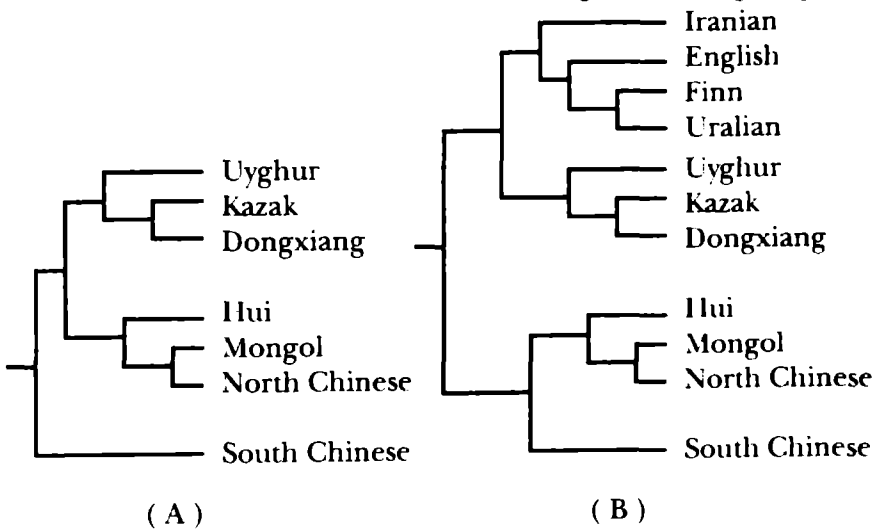 Uyghur
Kazak
Dongxiang
Hui
Mongol
North Chinese
South Chinese
(A)
Iranian
English
Finn
Uralian
Uyghur
Kazak
Dongxiang
Hui
Mongol
North Chinese
South Chinese
(B)